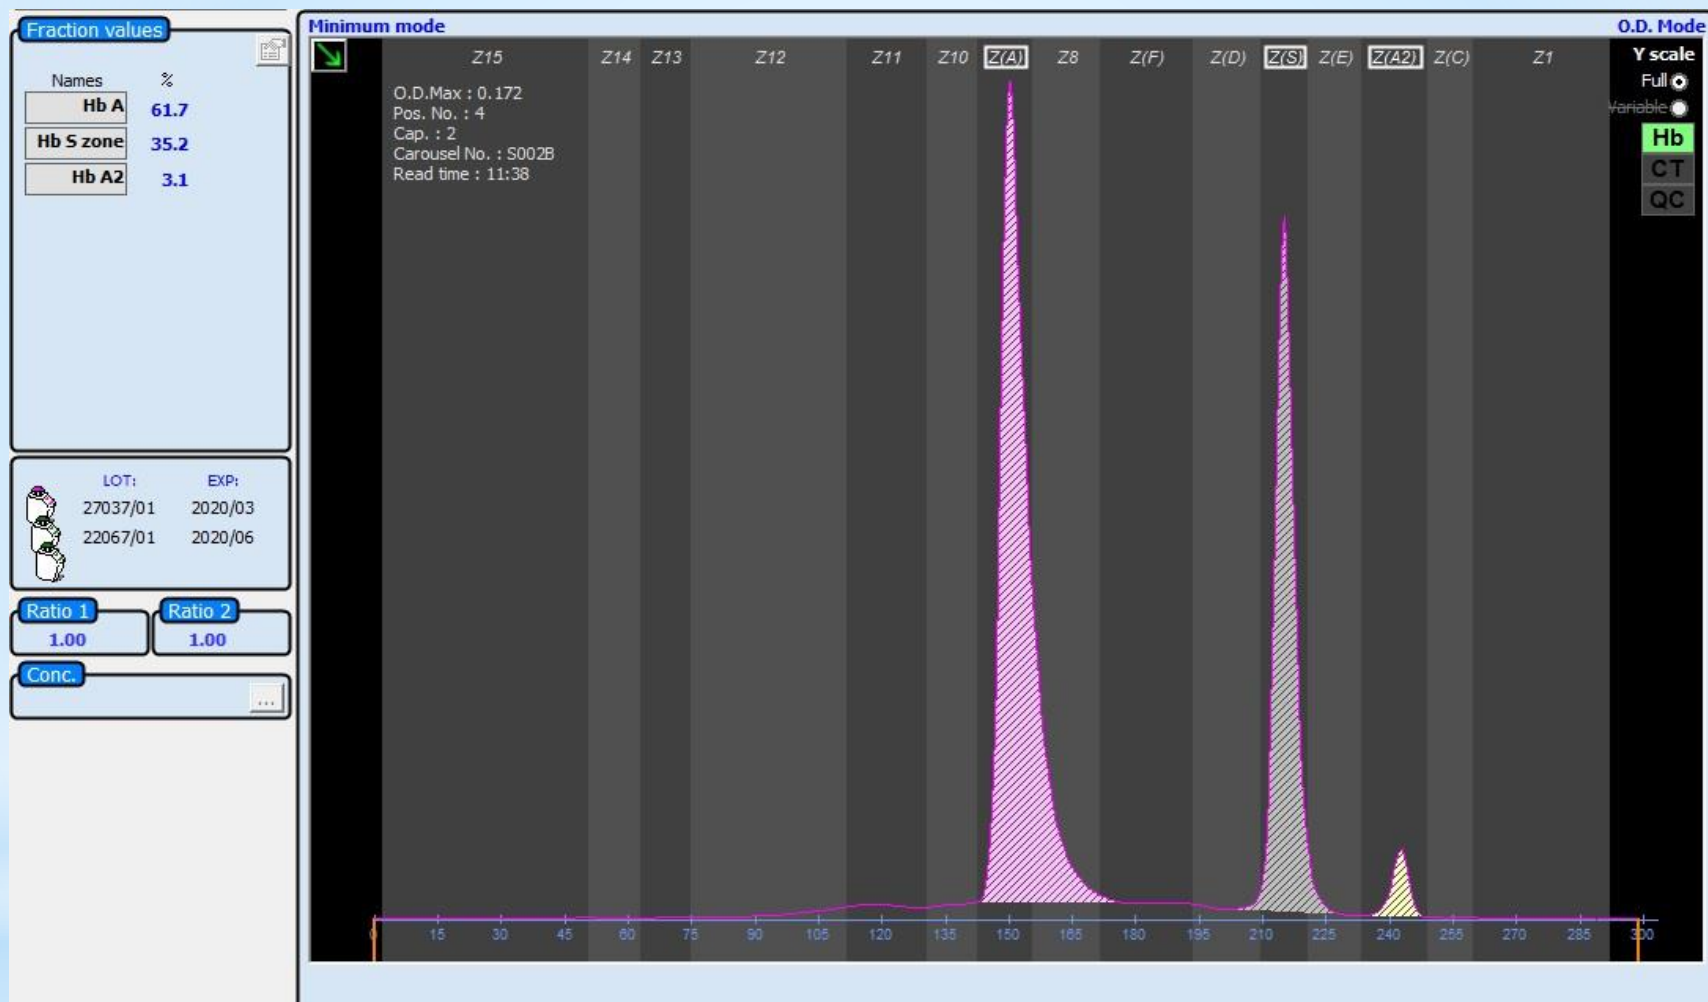 Fraction values
Names %
Hb A 61.7
Hb S zone 35.2
Hb A2 3.1
LOT: EXP:
27037/01 2020/03
22067/01 2020/06
Ratio 1 Ratio 2
1.00 1.00
Conc.
...
Minimum mode O.D. Mode
Z15 Z14 Z13 Z12 Z11 Z10 Z(A) Z8 Z(F) Z(D) Z(S) Z(E) Z(A2) Z(C) Z1
O.D.Max : 0.172
Pos. No. : 4
Cap. : 2
Carousel No. : S002B
Read time : 11:38
Y scale
Full
Variable
Hb
CT
QC
0 15 30 45 60 75 90 105 120 135 150 165 180 195 210 225 240 255 270 285 300